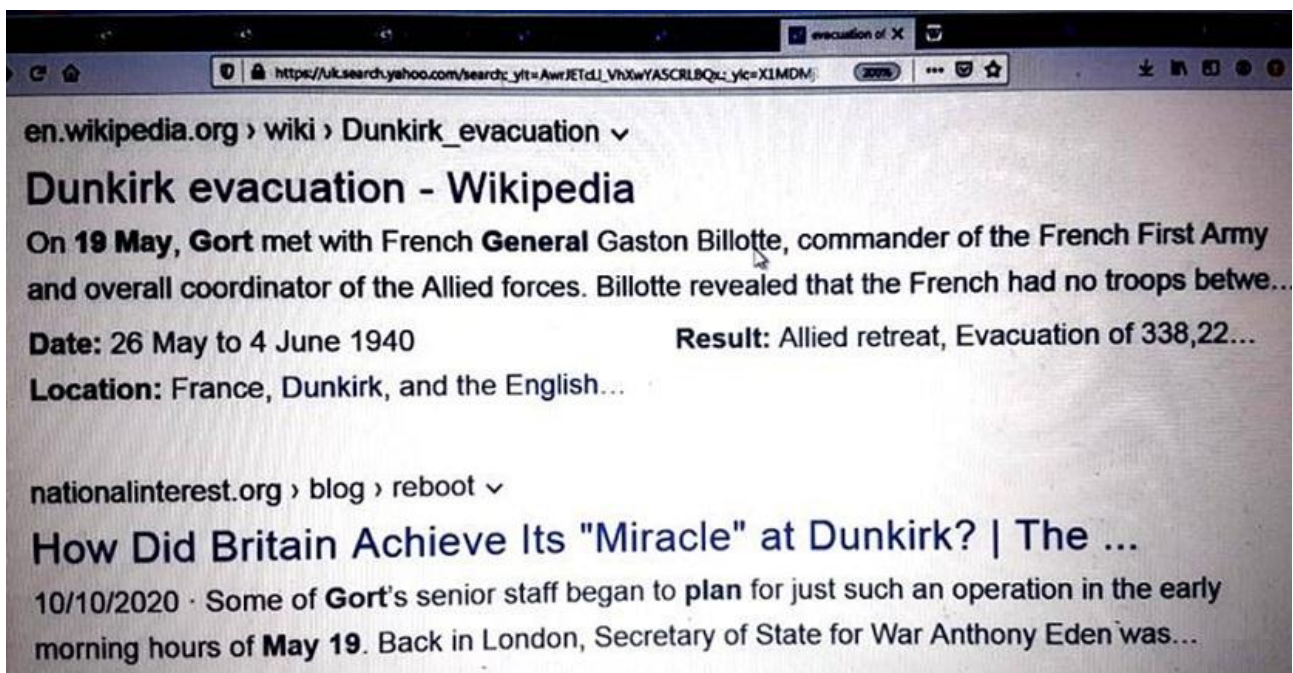 evacuation of X
https://uk.search.yahoo.com/search;_ylt= 200%
en.wikipedia.org › wiki › Dunkirk_evacuation
Dunkirk evacuation - Wikipedia
On 19 May, Gort met with French General Gaston Billotte, commander of the French First Army
and overall coordinator of the Allied forces. Billotte revealed that the French had no troops betwe...
Date: 26 May to 4 June 1940 Result: Allied retreat, Evacuation of 338,22...
Location: France, Dunkirk, and the English...
nationalinterest.org › blog › reboot
How Did Britain Achieve Its "Miracle" at Dunkirk? | The ...
10/10/2020 · Some of Gort's senior staff began to plan for just such an operation in the early
morning hours of May 19. Back in London, Secretary of State for War Anthony Eden was...